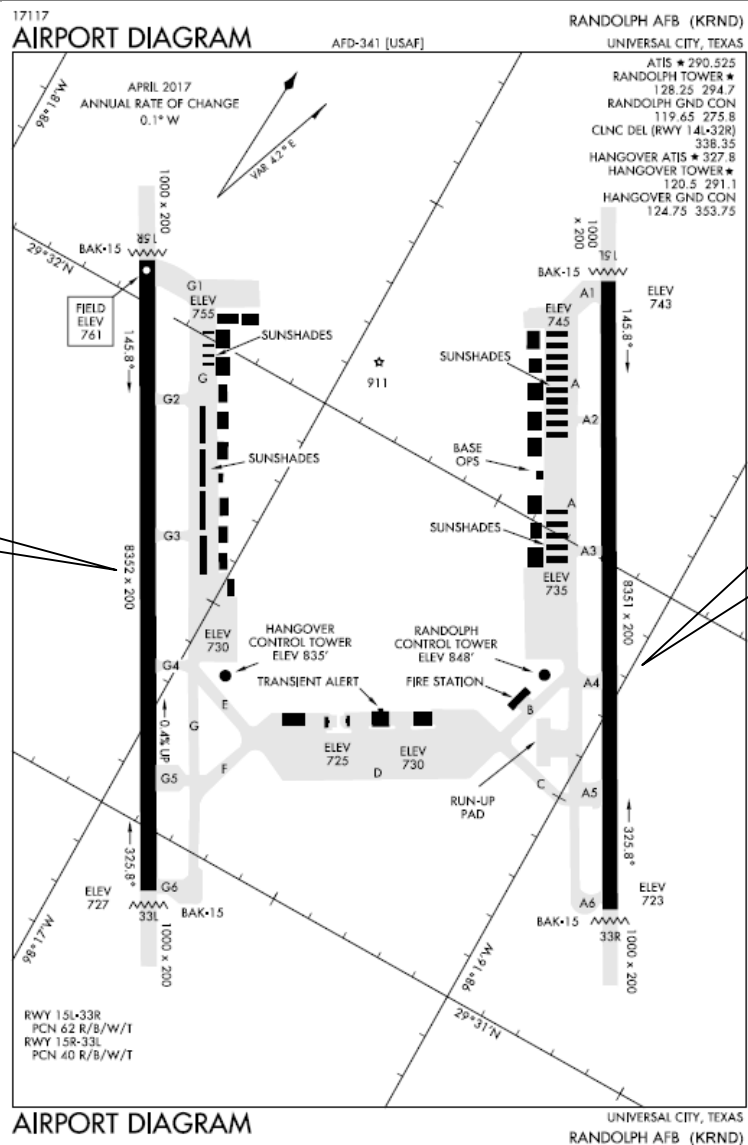 17117
AIRPORT DIAGRAM
AFD-341 [USAF]
RANDOLPH AFB (KRND)
UNIVERSAL CITY, TEXAS
ATIS ★ 290.525
RANDOLPH TOWER ★
128.25 294.7
RANDOLPH GND CON
119.65 275.8
CLNC DEL (RWY 14L-32R)
338.35
HANGOVER ATIS ★ 327.8
HANGOVER TOWER ★
120.5 291.1
HANGOVER GND CON
124.75 353.75
98°18'W
APRIL 2017
ANNUAL RATE OF CHANGE
0.1° W
VAR 4.2° E
1000 x 200
1000
x 200
29°32'N
BAK-15
15R
BAK-15
15L
G1
ELEV
755
FIELD
ELEV
761
A1
ELEV
743
ELEV
745
145.8°
145.8°
SUNSHADES
SUNSHADES
G
911
A
G2
A2
SUNSHADES
BASE
OPS
A
SUNSHADES
G3
A3
8352 x 200
8351 x 200
ELEV
735
ELEV
730
HANGOVER
CONTROL TOWER
ELEV 835'
RANDOLPH
CONTROL TOWER
ELEV 848'
G4
TRANSIENT ALERT
FIRE STATION
A4
E
B
G
0.4% UP
ELEV
725
ELEV
730
F
D
G5
C
A5
RUN-UP
PAD
325.8°
325.8°
ELEV
727
G6
ELEV
723
A6
33L
BAK-15
BAK-15
33R
98°17'W
1000 x 200
98°16'W
1000 x 200
29°31'N
RWY 15L-33R
PCN 62 R/B/W/T
RWY 15R-33L
PCN 40 R/B/W/T
AIRPORT DIAGRAM
UNIVERSAL CITY, TEXAS
RANDOLPH AFB (KRND)